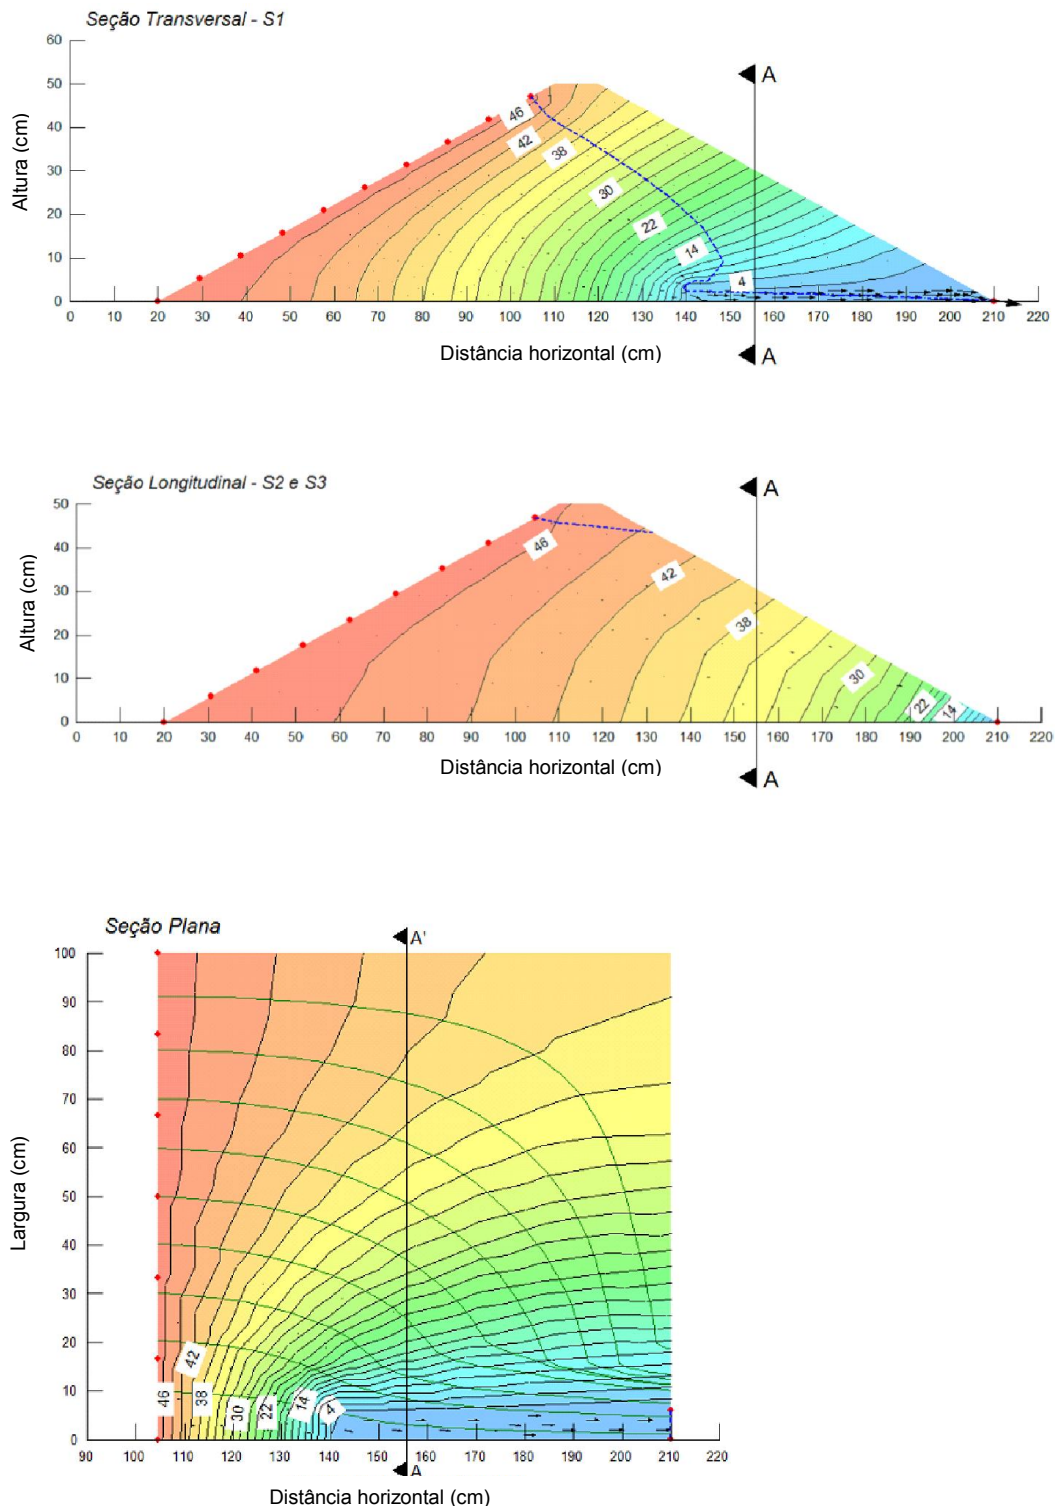 Seção Transversal - S1
60
50
40
30
20
10
0
Altura (cm)
A
46
42
38
30
22
14
4
0 10 20 30 40 50 60 70 80 90 100 110 120 130 140 150 160 170 180 190 200 210 220
Distância horizontal (cm)
A
Seção Longitudinal - S2 e S3
50
40
30
20
10
0
Altura (cm)
A
46
42
38
30
22
14
0 10 20 30 40 50 60 70 80 90 100 110 120 130 140 150 160 170 180 190 200 210 220
Distância horizontal (cm)
A
Seção Plana
A'
100
90
80
70
60
50
40
30
20
10
0
Largura (cm)
46
42
38
30
22
14
4
90 100 110 120 130 140 150 160 170 180 190 200 210 220
A
Distância horizontal (cm)